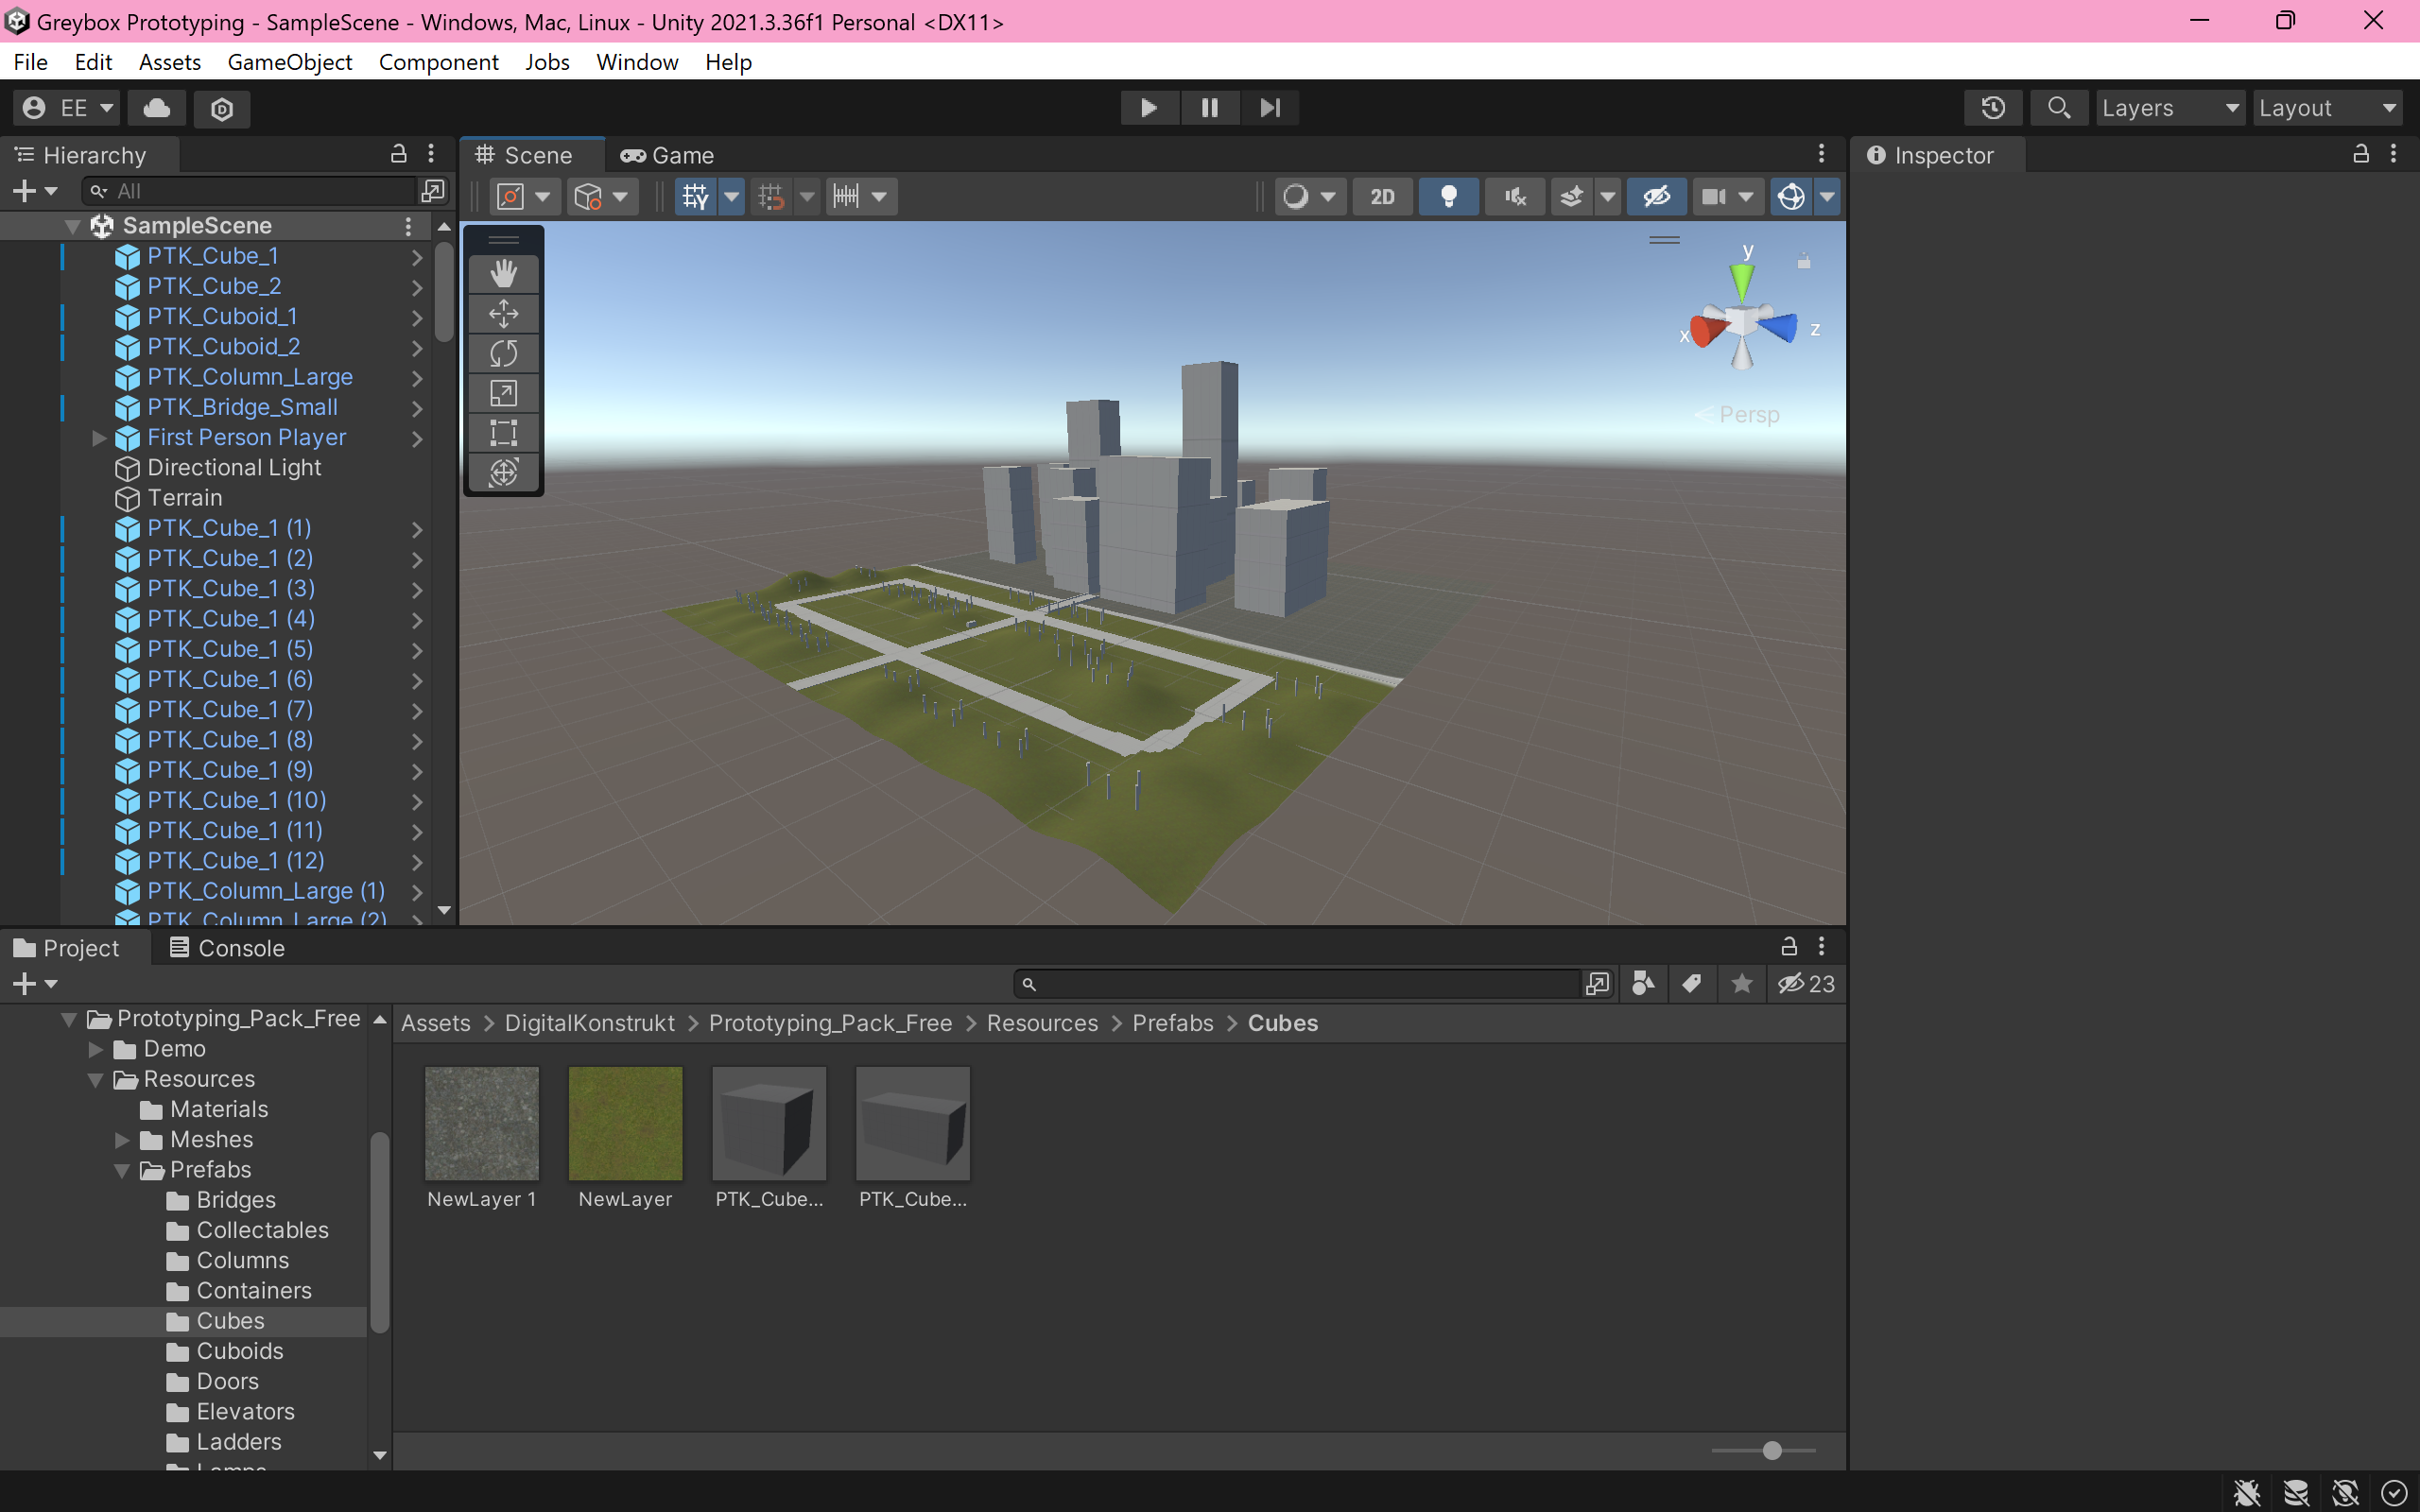 Greybox Prototyping - SampleScene - Windows, Mac, Linux - Unity 2021.3.36f1 Personal <DX11>
File Edit Assets GameObject Component Jobs Window Help
EE Layers Layout
Hierarchy
All
SampleScene
PTK_Cube_1
PTK_Cube_2
PTK_Cuboid_1
PTK_Cuboid_2
PTK_Column_Large
PTK_Bridge_Small
First Person Player
Directional Light
Terrain
PTK_Cube_1 (1)
PTK_Cube_1 (2)
PTK_Cube_1 (3)
PTK_Cube_1 (4)
PTK_Cube_1 (5)
PTK_Cube_1 (6)
PTK_Cube_1 (7)
PTK_Cube_1 (8)
PTK_Cube_1 (9)
PTK_Cube_1 (10)
PTK_Cube_1 (11)
PTK_Cube_1 (12)
PTK_Column_Large (1)
PTK_Column_Large (2)
Scene Game
2D
y
x
z
Persp
Inspector
Project Console
23
Prototyping_Pack_Free
Demo
Resources
Materials
Meshes
Prefabs
Bridges
Collectables
Columns
Containers
Cubes
Cuboids
Doors
Elevators
Ladders
Lamps
Assets > DigitalKonstrukt > Prototyping_Pack_Free > Resources > Prefabs > Cubes
NewLayer 1 NewLayer PTK_Cube... PTK_Cube...